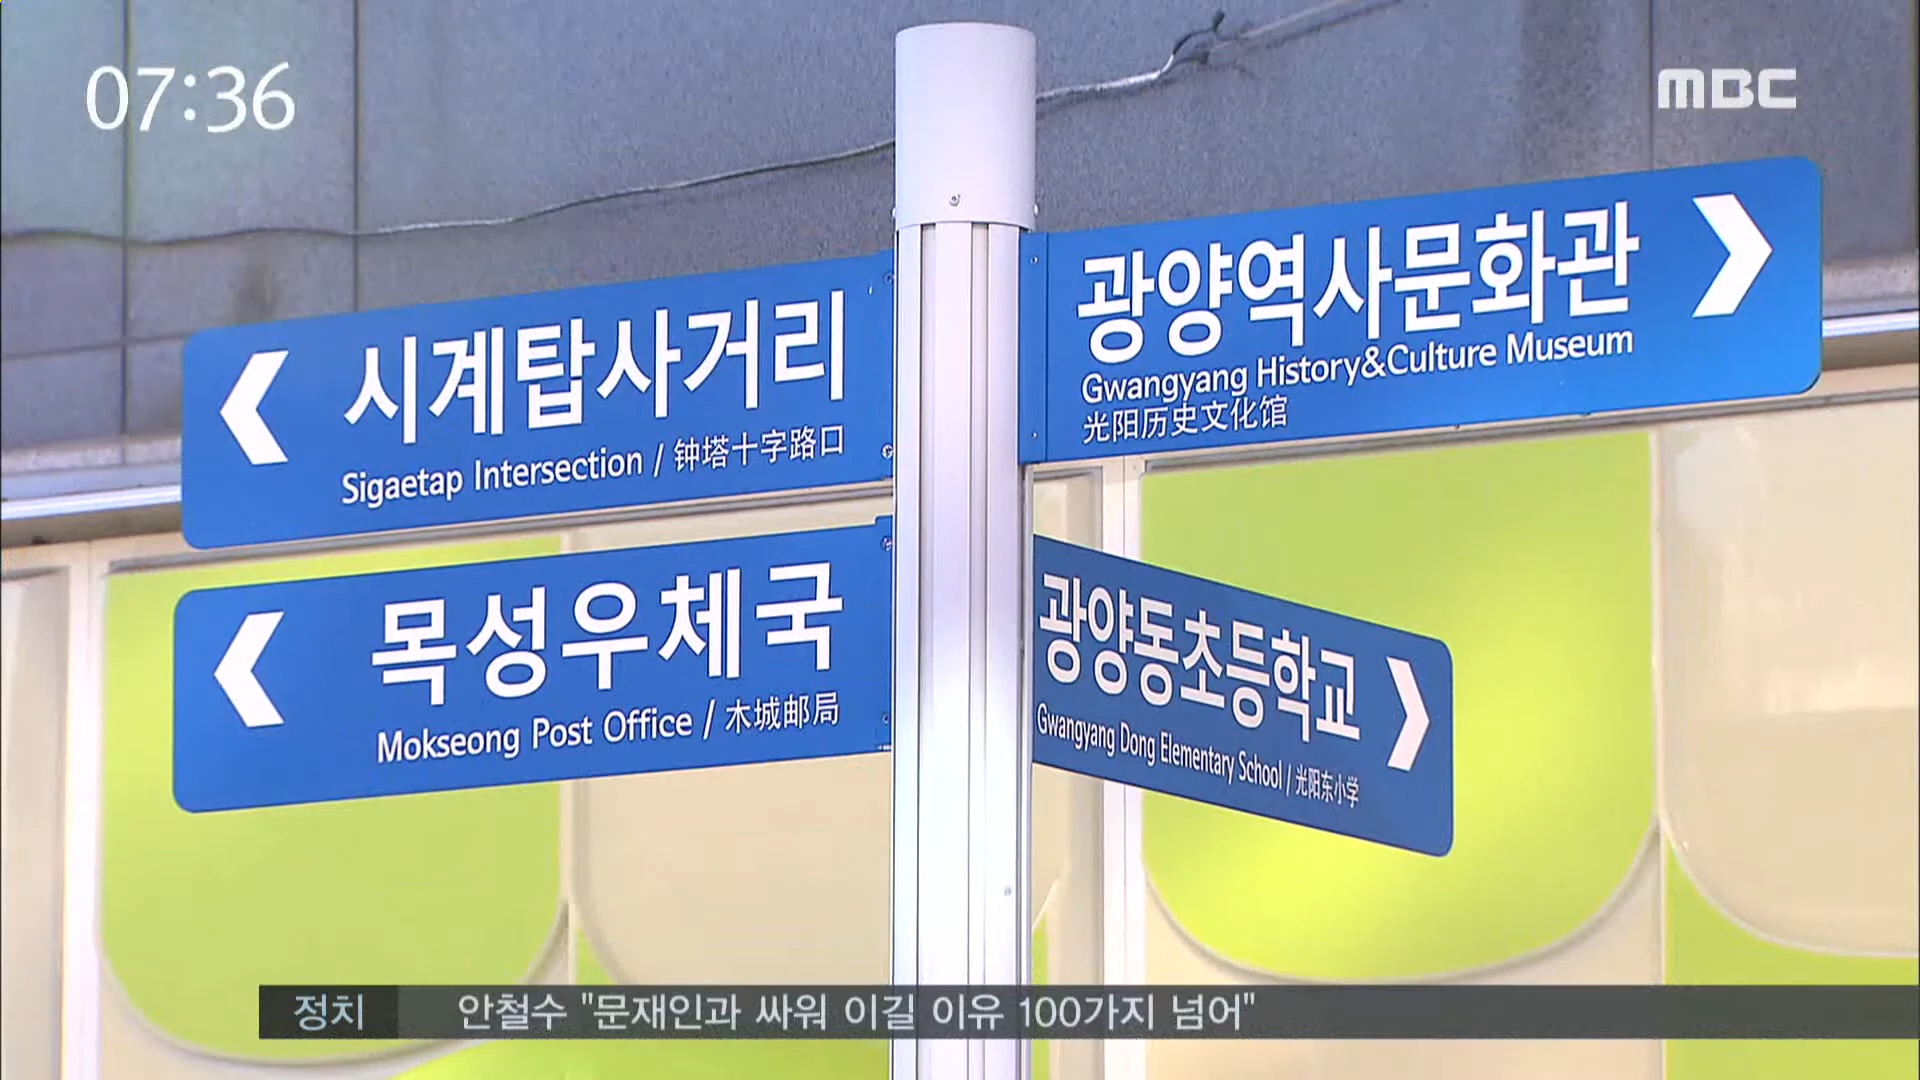 07:36
MBC
시계탑사거리
Sigaetap Intersection / 钟塔十字路口
광양역사문화관
Gwangyang History&Culture Museum
光阳历史文化馆
목성우체국
Mokseong Post Office / 木城邮局
광양동초등학교
Gwangyang Dong Elementary School / 光阳东小学
정치 안철수 "문재인과 싸워 이길 이유 100가지 넘어"